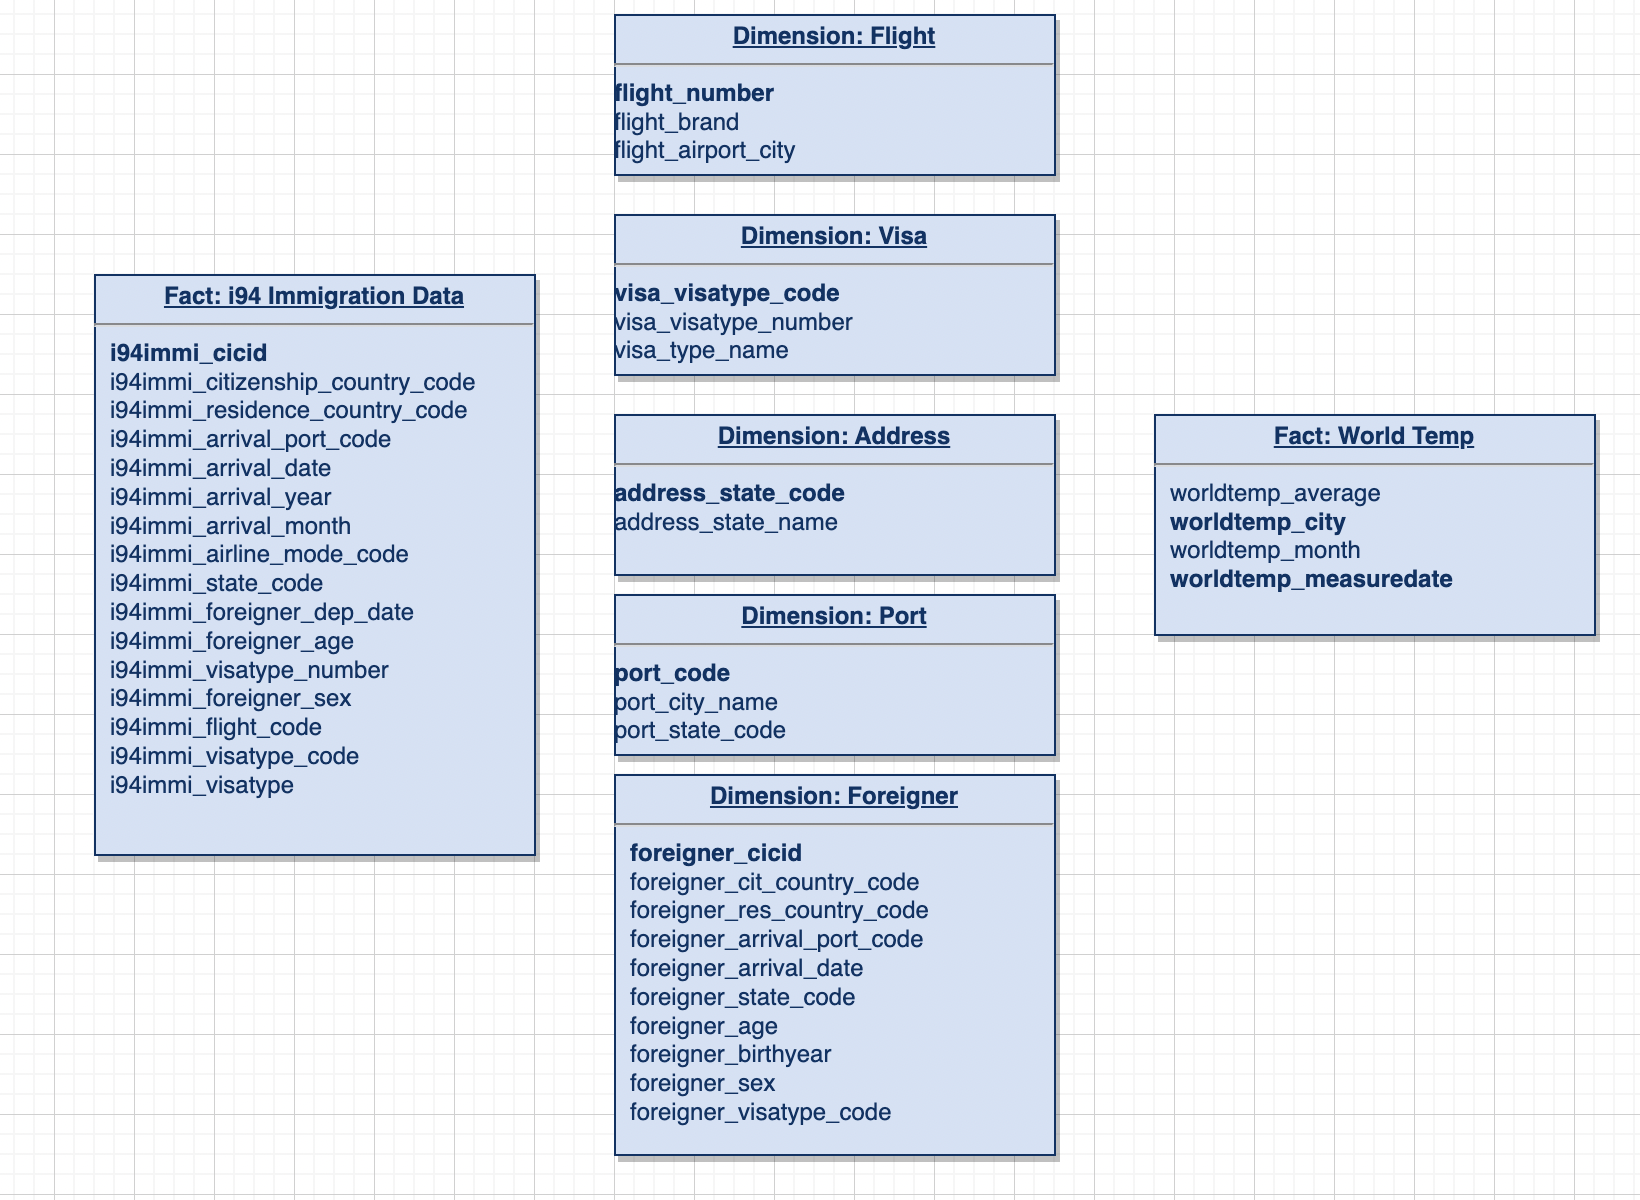 Dimension: Flight
flight_number
flight_brand
flight_airport_city
Dimension: Visa
visa_visatype_code
visa_visatype_number
visa_type_name
Fact: i94 Immigration Data
i94immi_cicid
i94immi_citizenship_country_code
i94immi_residence_country_code
i94immi_arrival_port_code
i94immi_arrival_date
i94immi_arrival_year
i94immi_arrival_month
i94immi_airline_mode_code
i94immi_state_code
i94immi_foreigner_dep_date
i94immi_foreigner_age
i94immi_visatype_number
i94immi_foreigner_sex
i94immi_flight_code
i94immi_visatype_code
i94immi_visatype
Dimension: Address
address_state_code
address_state_name
Fact: World Temp
worldtemp_average
worldtemp_city
worldtemp_month
worldtemp_measuredate
Dimension: Port
port_code
port_city_name
port_state_code
Dimension: Foreigner
foreigner_cicid
foreigner_cit_country_code
foreigner_res_country_code
foreigner_arrival_port_code
foreigner_arrival_date
foreigner_state_code
foreigner_age
foreigner_birthyear
foreigner_sex
foreigner_visatype_code